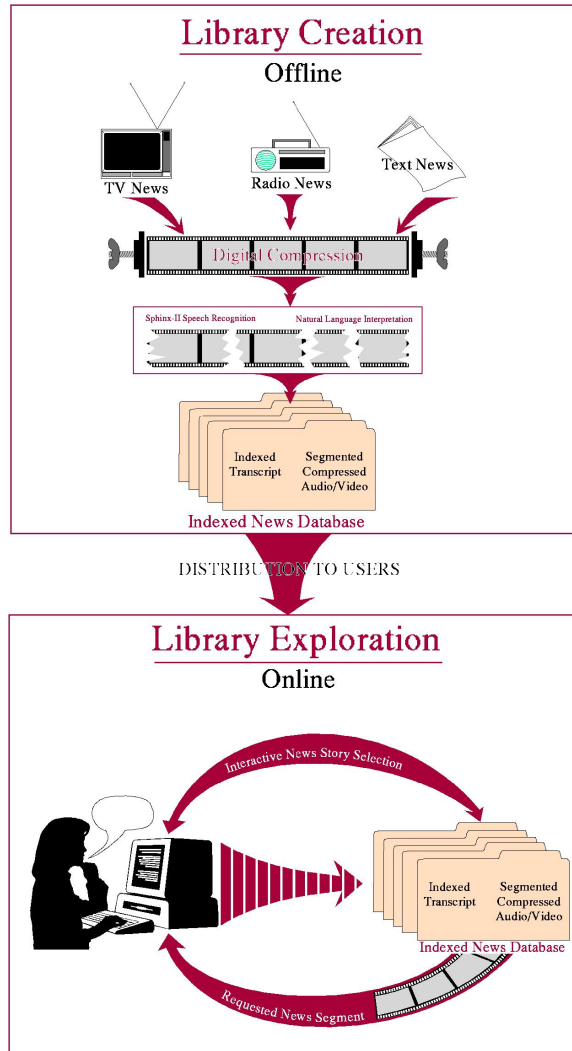 Library Creation
Offline
TV News
Radio News
Text News
Digital Compression
Sphinx-II Speech Recognition
Natural Language Interpretation
Indexed
Transcript
Segmented
Compressed
Audio/Video
Indexed News Database
DISTRIBUTION TO USERS
Library Exploration
Online
Interactive News Story Selection
Indexed
Transcript
Segmented
Compressed
Audio/Video
Indexed News Database
Requested News Segment